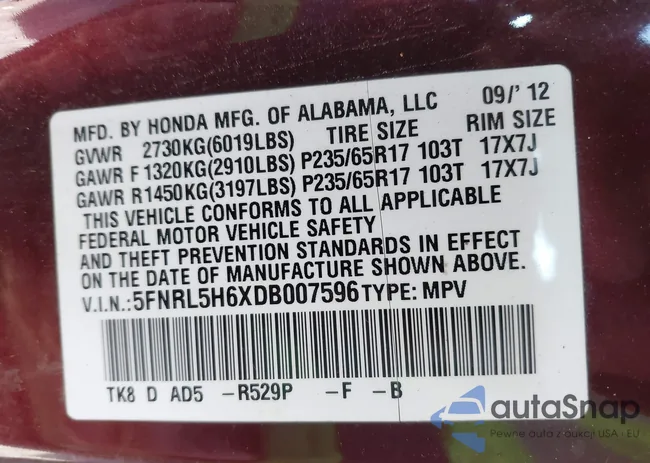 MFD. BY HONDA MFG. OF ALABAMA, LLC 09/' 12
GVWR 2730KG(6019LBS) TIRE SIZE RIM SIZE
GAWR F 1320KG(2910LBS) P235/65R17 103T 17X7J
GAWR R1450KG(3197LBS) P235/65R17 103T 17X7J
THIS VEHICLE CONFORMS TO ALL APPLICABLE
FEDERAL MOTOR VEHICLE SAFETY
AND THEFT PREVENTION STANDARDS IN EFFECT
ON THE DATE OF MANUFACTURE SHOWN ABOVE.
V.I.N.:5FNRL5H6XDB007596TYPE: MPV
TK8 D AD5 –R529P –F –B
autaSnap
Pewne auta z aukcji USA i EU